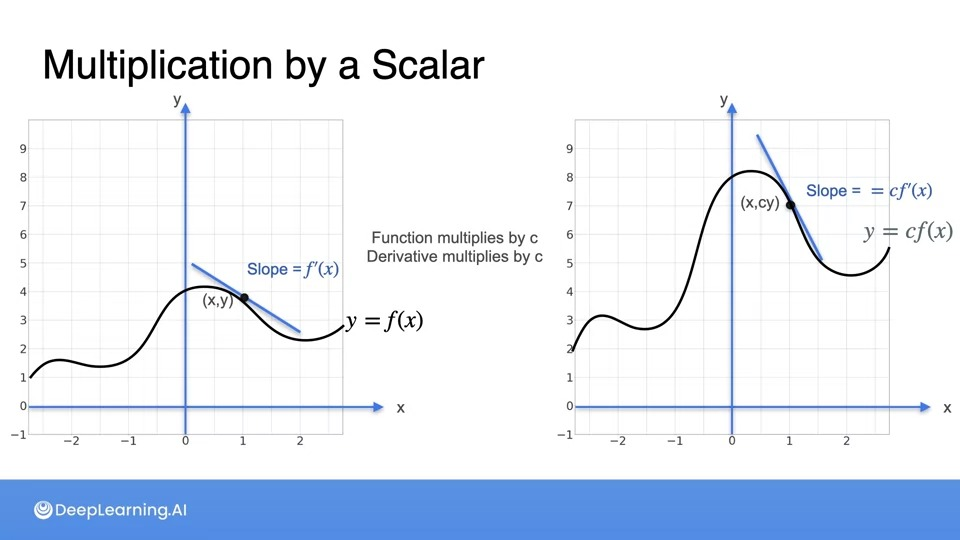 Multiplication by a Scalar
y
9
8
7
6
5
4
3
2
1
0
−1
−2
−1
0
1
2
x
Slope = f′(x)
(x,y)
y = f(x)
Function multiplies by c
Derivative multiplies by c
y
9
8
7
6
5
4
3
2
1
0
−1
−2
−1
0
1
2
x
Slope = = cf′(x)
(x,cy)
y = cf(x)
DeepLearning.AI